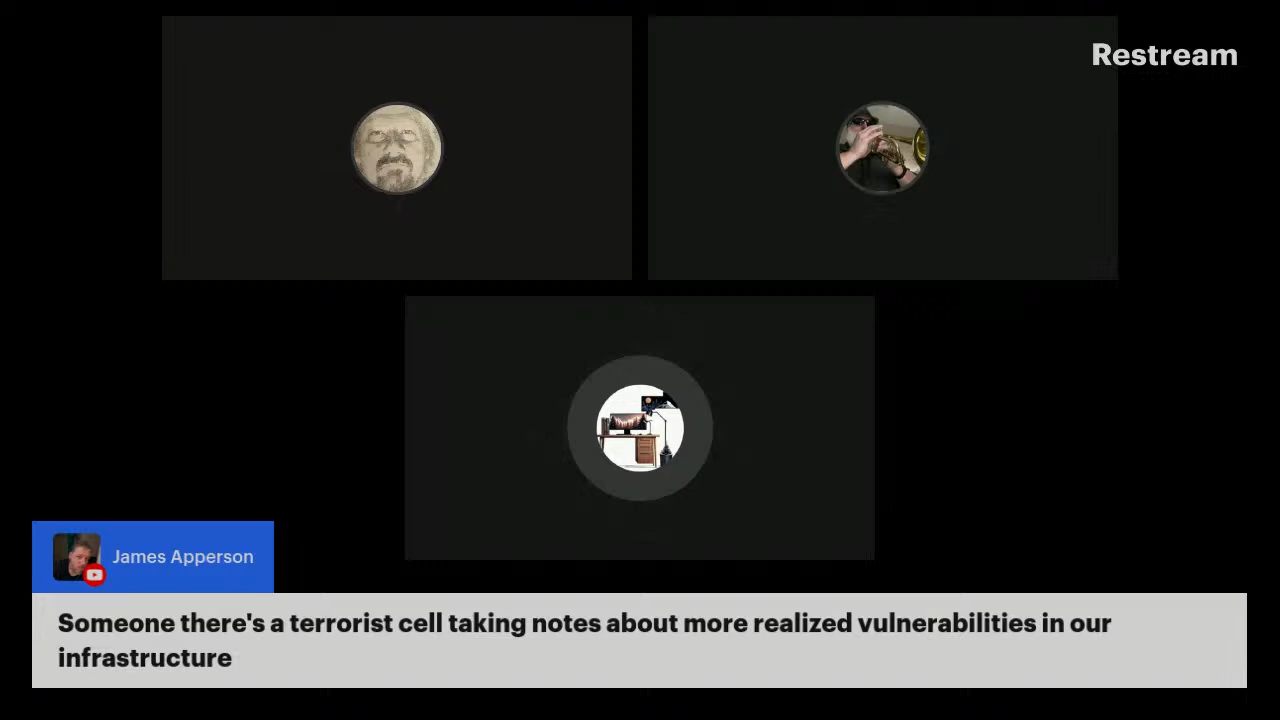 Restream
James Apperson
Someone there's a terrorist cell taking notes about more realized vulnerabilities in our
infrastructure